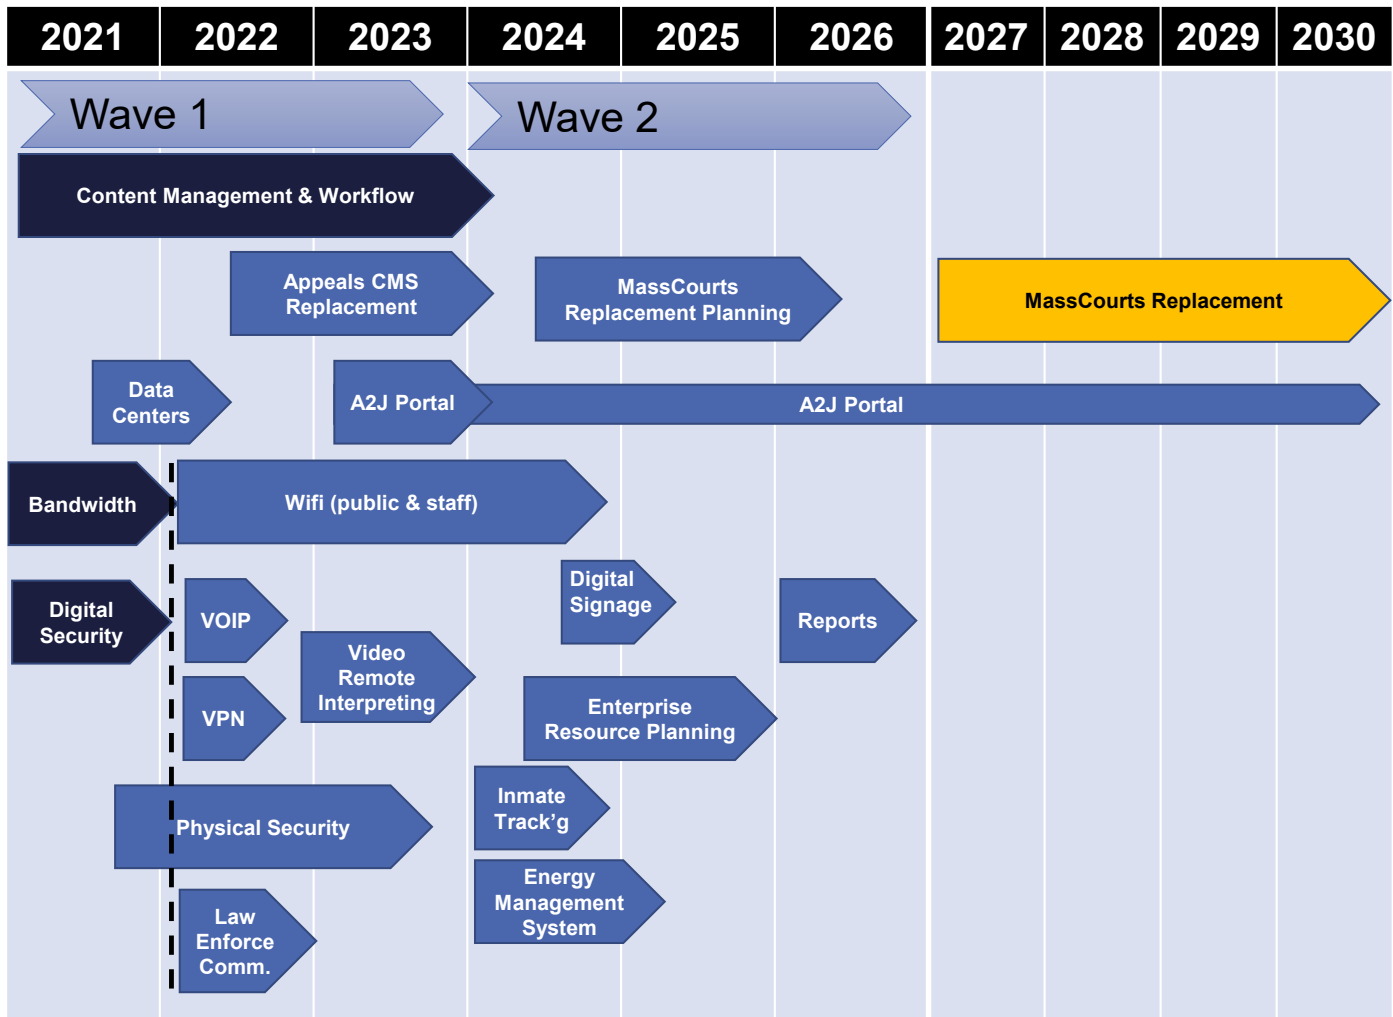 2021 2022 2023 2024 2025 2026 2027 2028 2029 2030
Wave 1
Wave 2
Content Management & Workflow
Appeals CMS
Replacement
MassCourts
Replacement Planning
MassCourts Replacement
Data
Centers
A2J Portal
A2J Portal
Bandwidth
Wifi (public & staff)
Digital
Security
VOIP
Digital
Signage
Reports
Video
Remote
Interpreting
VPN
Enterprise
Resource Planning
Inmate
Track’g
Physical Security
Energy
Management
System
Law
Enforce
Comm.